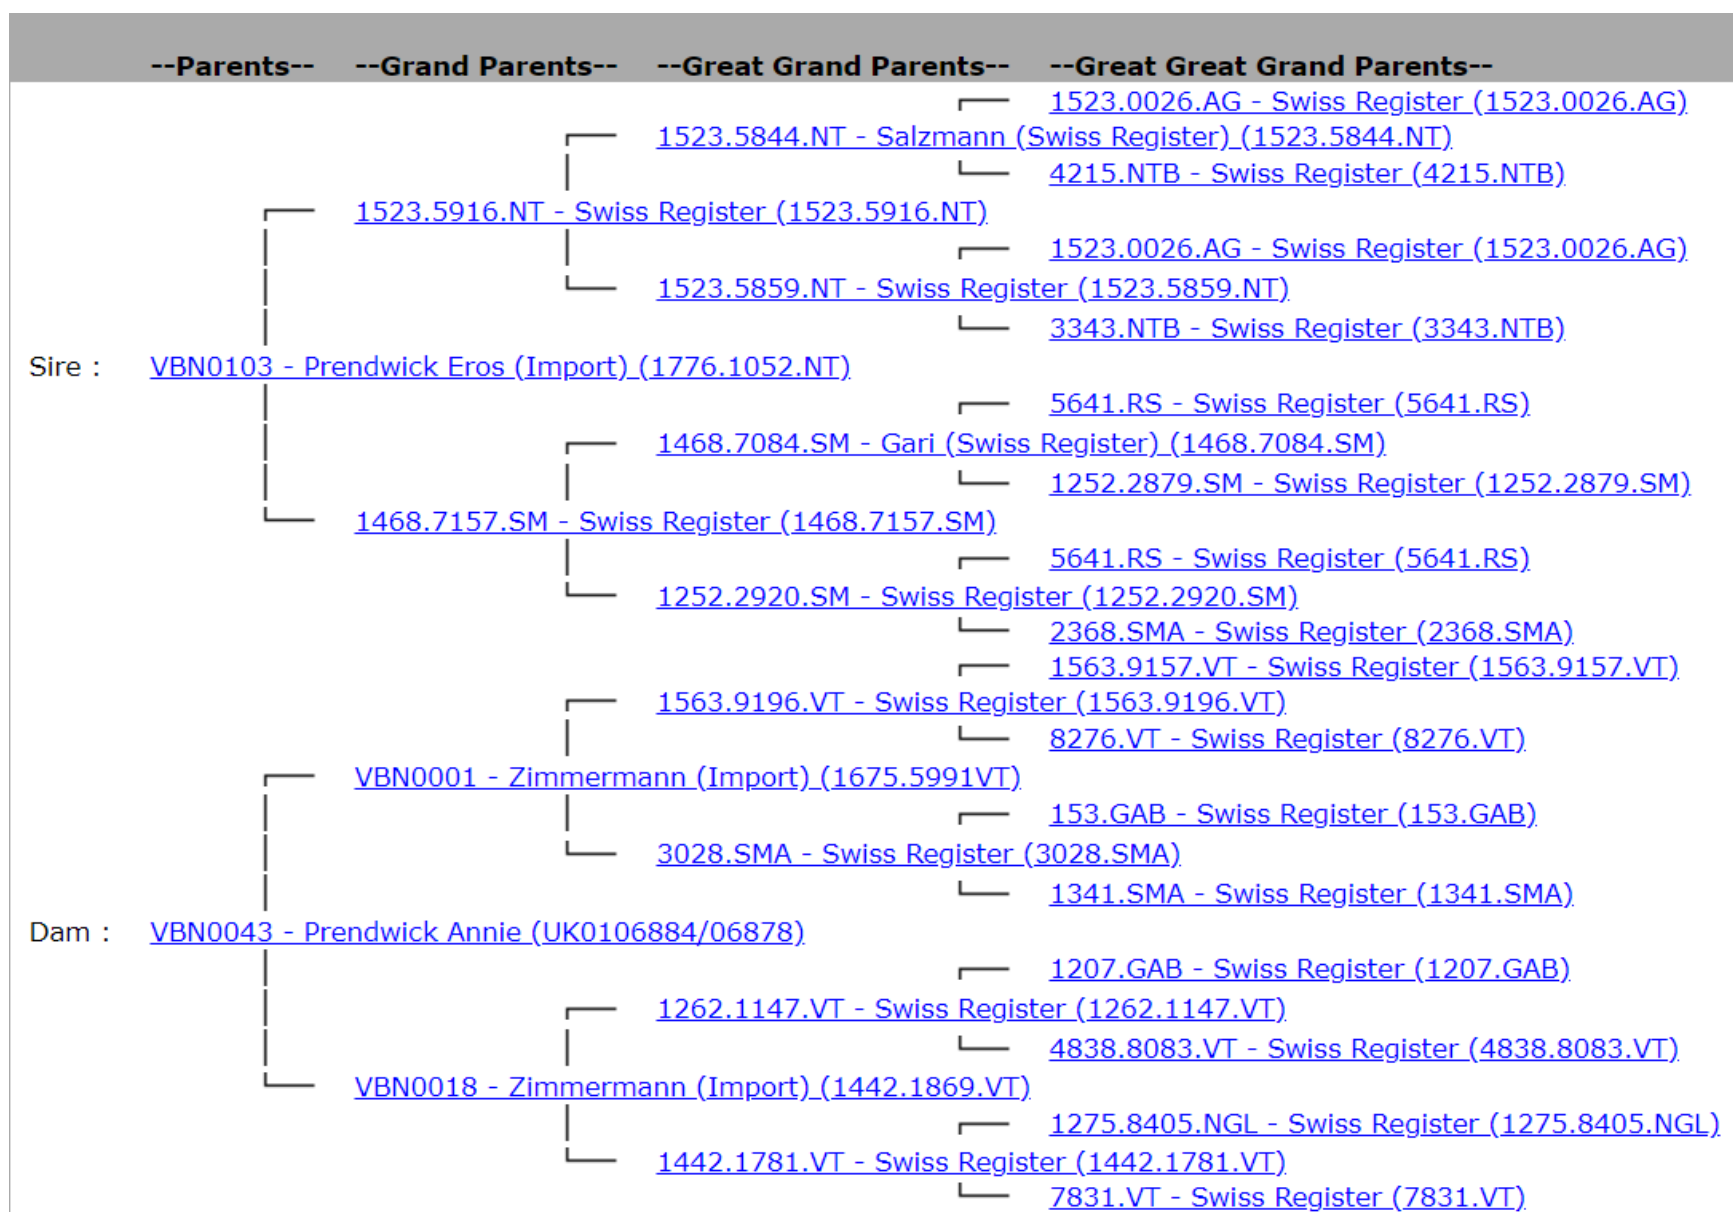 --Parents-- --Grand Parents-- --Great Grand Parents-- --Great Great Grand Parents--
1523.0026.AG - Swiss Register (1523.0026.AG)
1523.5844.NT - Salzmann (Swiss Register) (1523.5844.NT)
4215.NTB - Swiss Register (4215.NTB)
1523.5916.NT - Swiss Register (1523.5916.NT)
1523.0026.AG - Swiss Register (1523.0026.AG)
1523.5859.NT - Swiss Register (1523.5859.NT)
3343.NTB - Swiss Register (3343.NTB)
Sire : VBN0103 - Prendwick Eros (Import) (1776.1052.NT)
5641.RS - Swiss Register (5641.RS)
1468.7084.SM - Gari (Swiss Register) (1468.7084.SM)
1252.2879.SM - Swiss Register (1252.2879.SM)
1468.7157.SM - Swiss Register (1468.7157.SM)
5641.RS - Swiss Register (5641.RS)
1252.2920.SM - Swiss Register (1252.2920.SM)
2368.SMA - Swiss Register (2368.SMA)
1563.9157.VT - Swiss Register (1563.9157.VT)
1563.9196.VT - Swiss Register (1563.9196.VT)
8276.VT - Swiss Register (8276.VT)
VBN0001 - Zimmermann (Import) (1675.5991VT)
153.GAB - Swiss Register (153.GAB)
3028.SMA - Swiss Register (3028.SMA)
1341.SMA - Swiss Register (1341.SMA)
Dam : VBN0043 - Prendwick Annie (UK0106884/06878)
1207.GAB - Swiss Register (1207.GAB)
1262.1147.VT - Swiss Register (1262.1147.VT)
4838.8083.VT - Swiss Register (4838.8083.VT)
VBN0018 - Zimmermann (Import) (1442.1869.VT)
1275.8405.NGL - Swiss Register (1275.8405.NGL)
1442.1781.VT - Swiss Register (1442.1781.VT)
7831.VT - Swiss Register (7831.VT)